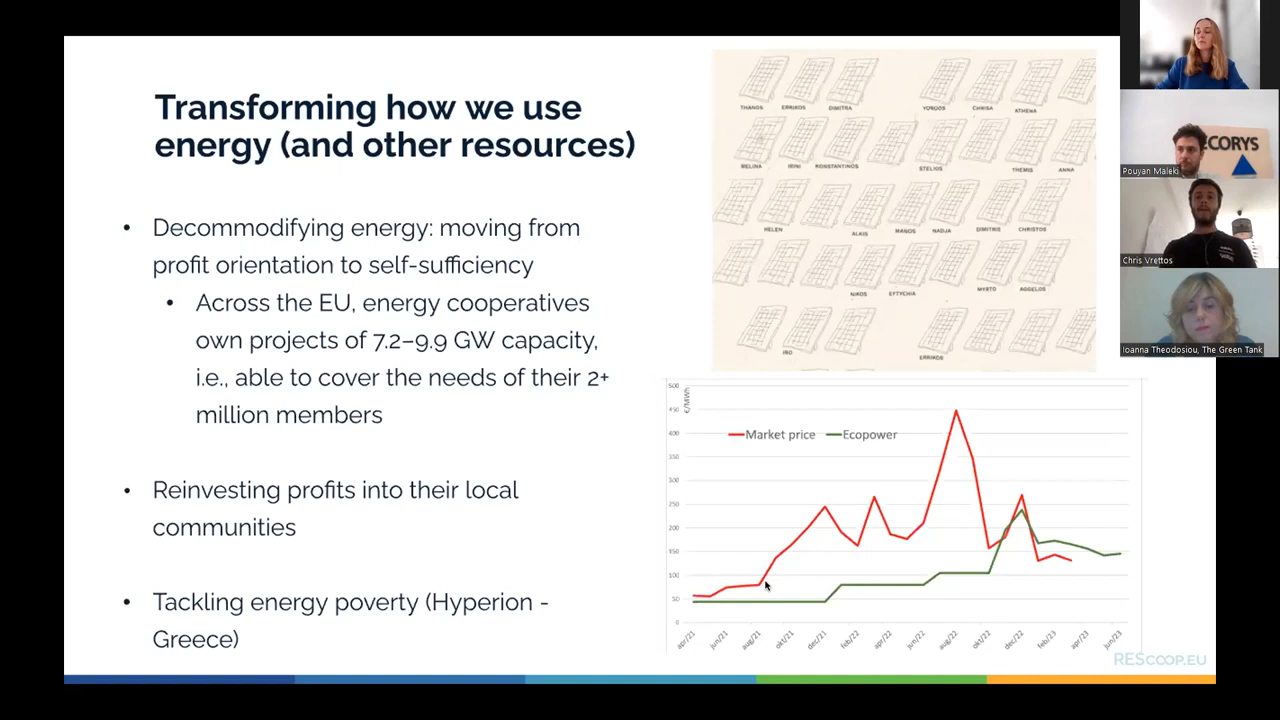 Transforming how we use
energy (and other resources)
• Decommodifying energy: moving from
profit orientation to self-sufficiency
• Across the EU, energy cooperatives
own projects of 7.2–9.9 GW capacity,
i.e., able to cover the needs of their 2+
million members
• Reinvesting profits into their local
communities
• Tackling energy poverty (Hyperion -
Greece)
THANOS ERRIKOS DIMITRA YORGOS CHRISA ATHENA
MELINA IRINI KONSTANTINOS STELIOS THEMIS ANNA
HELEN ALKIS MANOS NADJA DIMITRIS CHRISTOS
NIKOS EFTYCHIA MYRTO AGGELOS
IRO ERRIKOS
€/MWh
500
450
400
350
300
250
200
150
100
50
0
Market price Ecopower
apr/21 jun/21 aug/21 okt/21 dec/21 feb/22 apr/22 jun/22 aug/22 okt/22 dec/22 feb/23 apr/23 jun/23
RESCOOP.EU
ECORYS
Pouyan Maleki
Chris Vrettos
Ioanna Theodosiou, The Green Tank